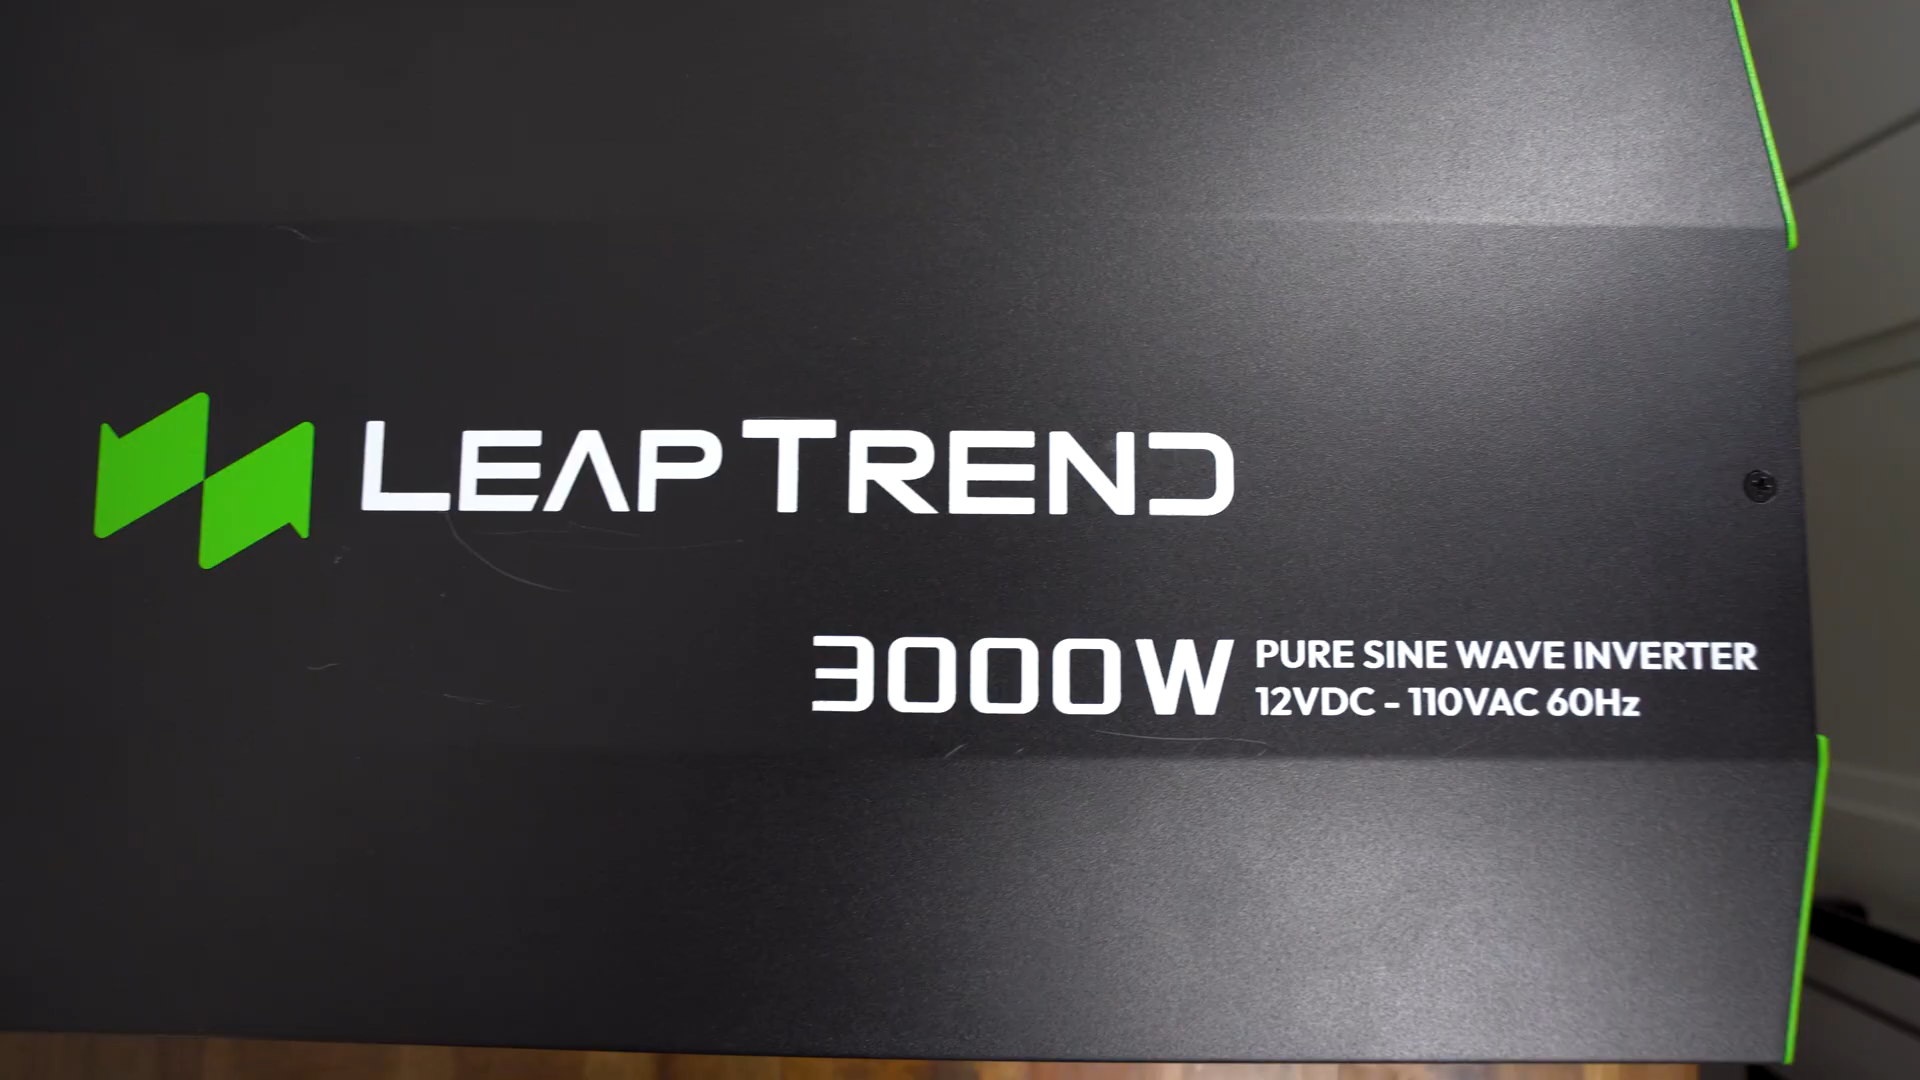 LEAPTREND
3000W PURE SINE WAVE INVERTER
12VDC - 110VAC 60Hz